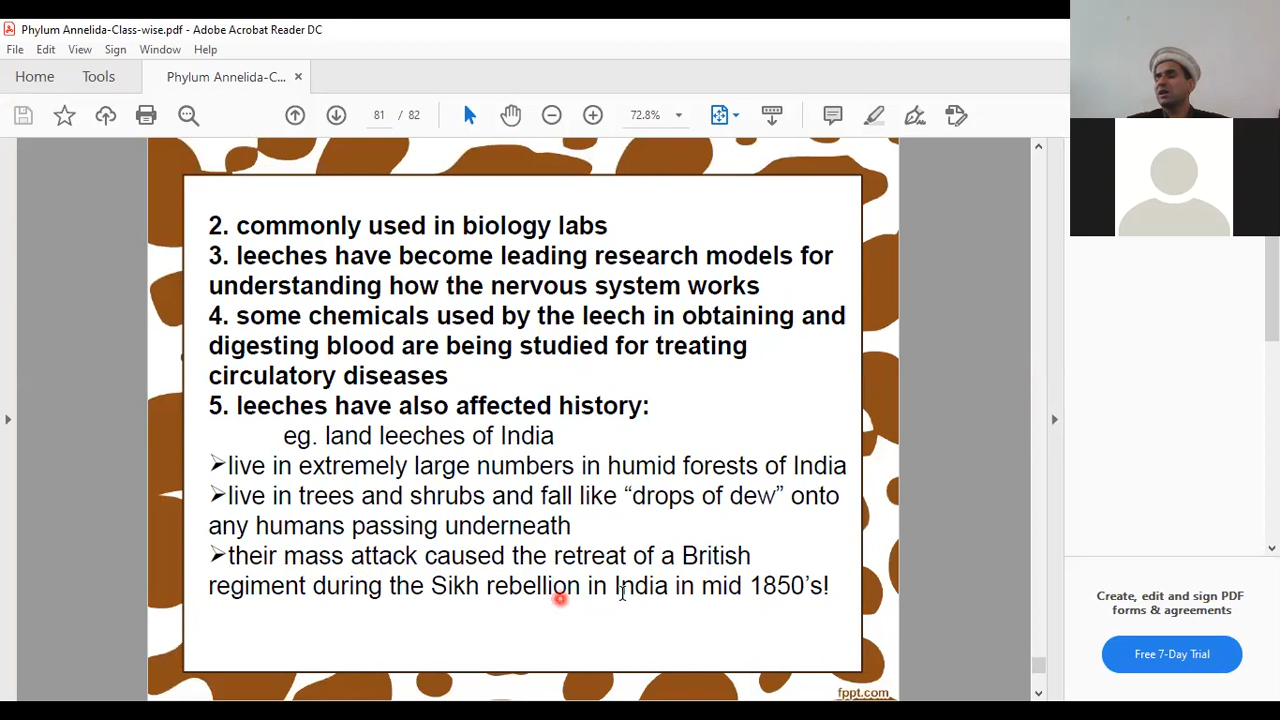 Phylum Annelida-Class-wise.pdf - Adobe Acrobat Reader DC
File Edit View Sign Window Help
Home Tools Phylum Annelida-C... ×
81 / 82 72.8%
2. commonly used in biology labs
3. leeches have become leading research models for
understanding how the nervous system works
4. some chemicals used by the leech in obtaining and
digesting blood are being studied for treating
circulatory diseases
5. leeches have also affected history:
eg. land leeches of India
➢live in extremely large numbers in humid forests of India
➢live in trees and shrubs and fall like “drops of dew” onto
any humans passing underneath
➢their mass attack caused the retreat of a British
regiment during the Sikh rebellion in India in mid 1850’s!
fppt.com
Create, edit and sign PDF
forms & agreements
Free 7-Day Trial